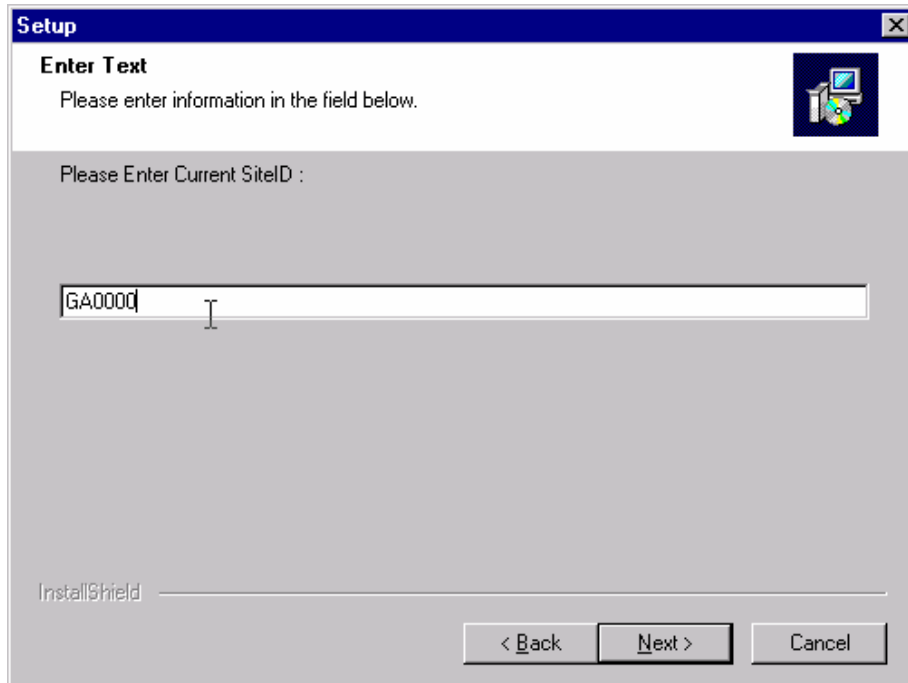 Setup
Enter Text
Please enter information in the field below.
Please Enter Current SiteID :
GA0000
InstallShield
< Back Next > Cancel